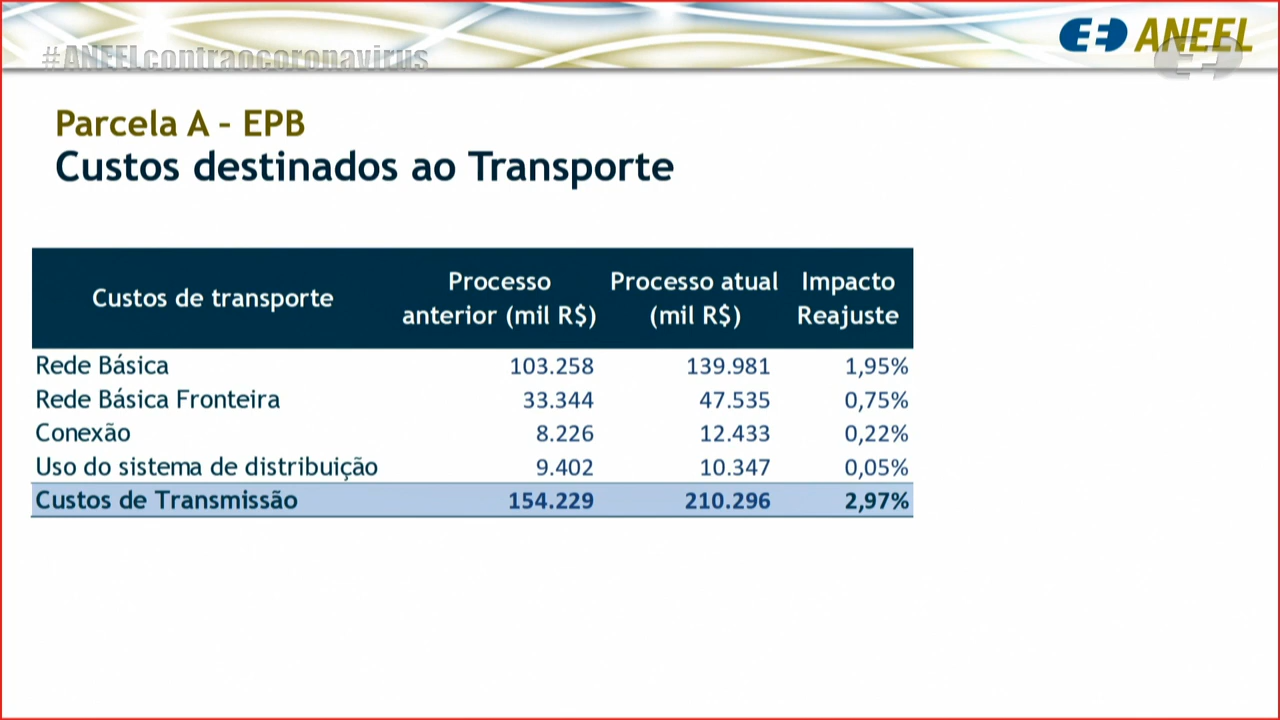 ANEEL
#ANEELcontraocoronavirus
Parcela A – EPB
Custos destinados ao Transporte
Custos de transporte Processo anterior (mil R$) Processo atual (mil R$) Impacto Reajuste
Rede Básica 103.258 139.981 1,95%
Rede Básica Fronteira 33.344 47.535 0,75%
Conexão 8.226 12.433 0,22%
Uso do sistema de distribuição 9.402 10.347 0,05%
Custos de Transmissão 154.229 210.296 2,97%